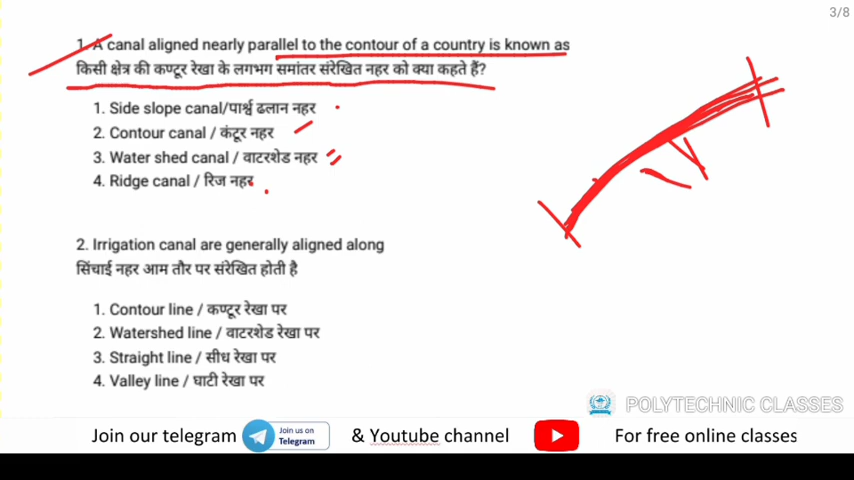 3/8
1. A canal aligned nearly parallel to the contour of a country is known as
किसी क्षेत्र की कण्टूर रेखा के लगभग समांतर संरेखित नहर को क्या कहते हैं?
1. Side slope canal/पार्श्व ढलान नहर
2. Contour canal / कंटूर नहर
3. Water shed canal / वाटरशेड नहर
4. Ridge canal / रिज नहर
2. Irrigation canal are generally aligned along
सिंचाई नहर आम तौर पर संरेखित होती है
1. Contour line / कण्टूर रेखा पर
2. Watershed line / वाटरशेड रेखा पर
3. Straight line / सीध रेखा पर
4. Valley line / घाटी रेखा पर
POLYTECHNIC CLASSES
Join our telegram Join us on Telegram & Youtube channel For free online classes